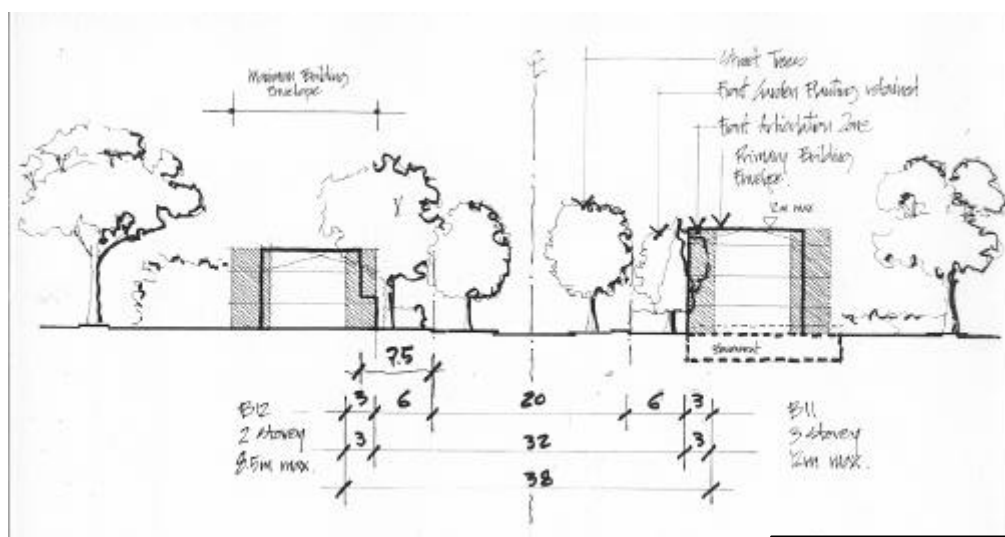 Maximum Building
Envelope
℄
Street Trees
Front Garden Planting retained
Front Articulation Zone
Primary Building
Envelope.
12m max
Basement
7.5
3 6 20 6 3
B12
2 storey
8.5m max.
3 32 3
38
B11
3 storey
12m max.